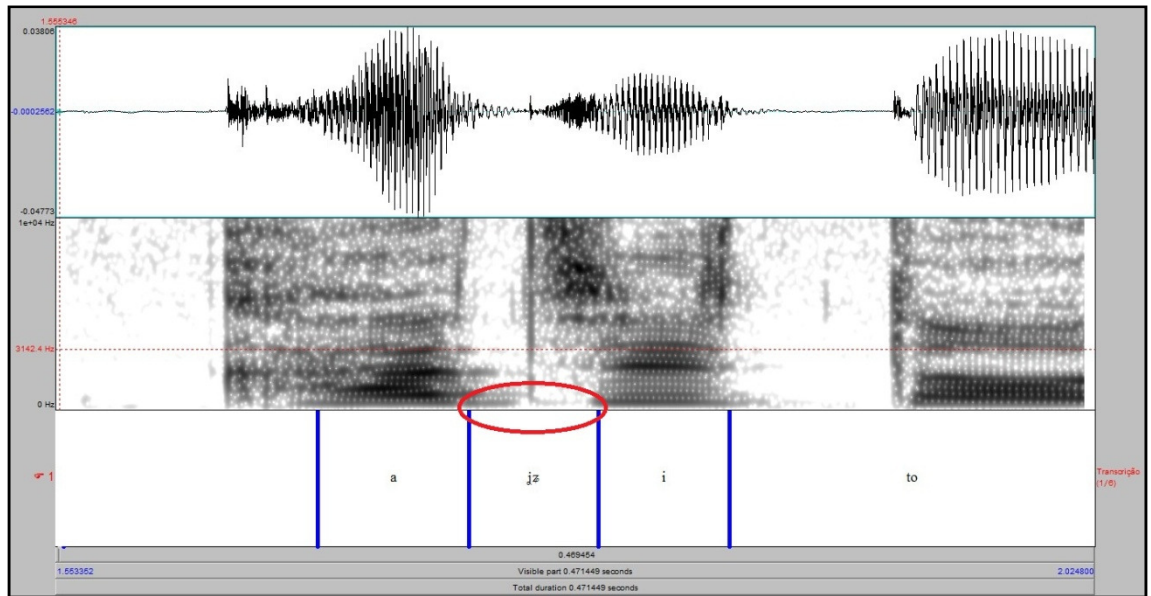 1.555346
0.03806
-0.0002562
-0.04773
1e+04 Hz
3142.4 Hz
0 Hz
☞ 1
a
ɟʑ
i
to
Transcrição
(1/6)
0.469454
1.553352
Visible part 0.471449 seconds
2.024800
Total duration 0.471449 seconds